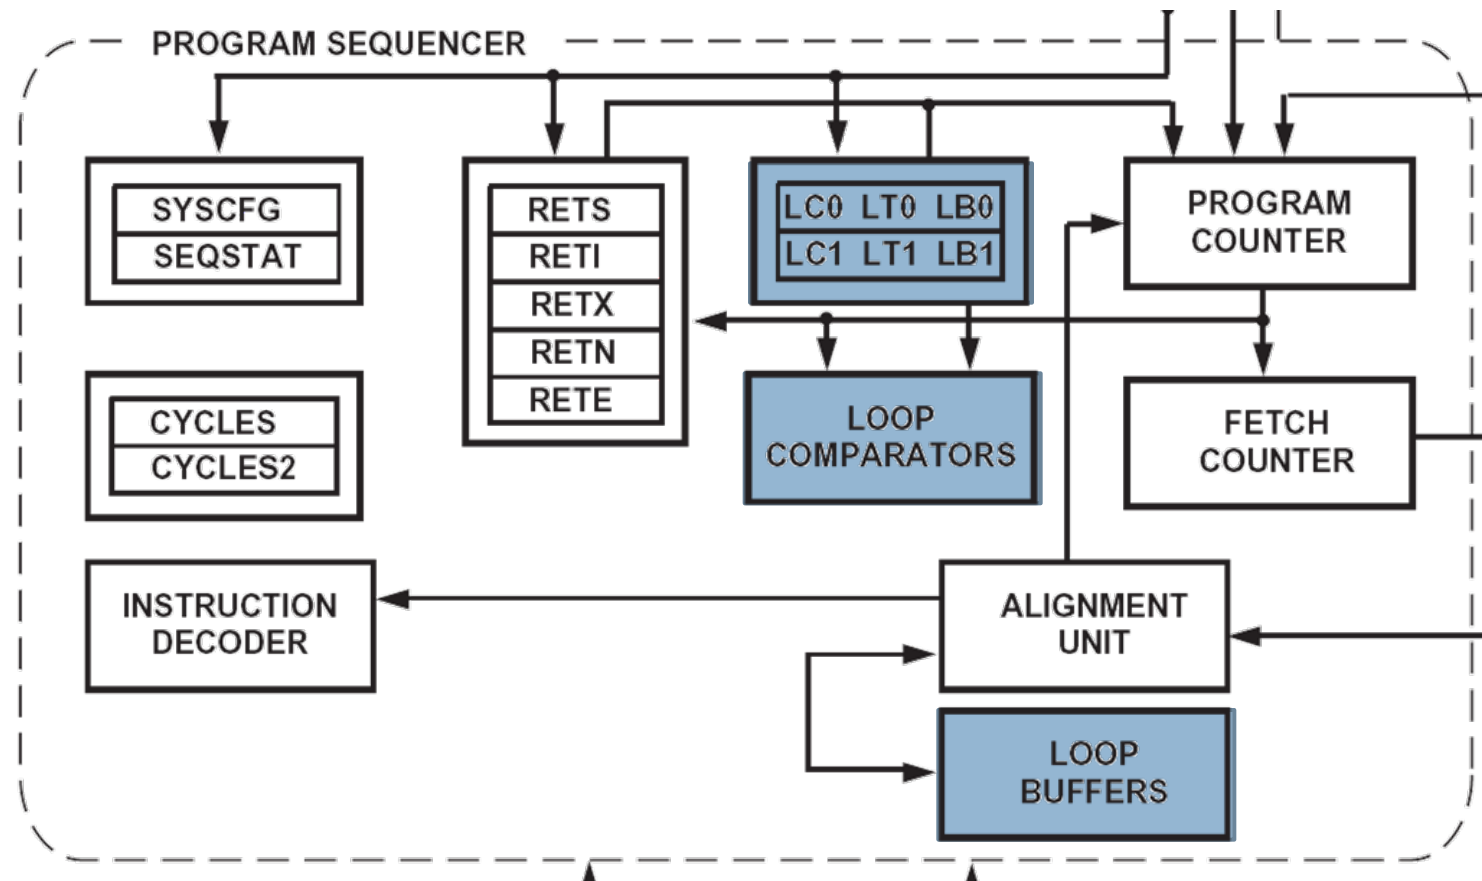 PROGRAM SEQUENCER
SYSCFG
SEQSTAT
RETS
RETI
RETX
RETN
RETE
LC0 LT0 LB0
LC1 LT1 LB1
PROGRAM
COUNTER
CYCLES
CYCLES2
LOOP
COMPARATORS
FETCH
COUNTER
INSTRUCTION
DECODER
ALIGNMENT
UNIT
LOOP
BUFFERS